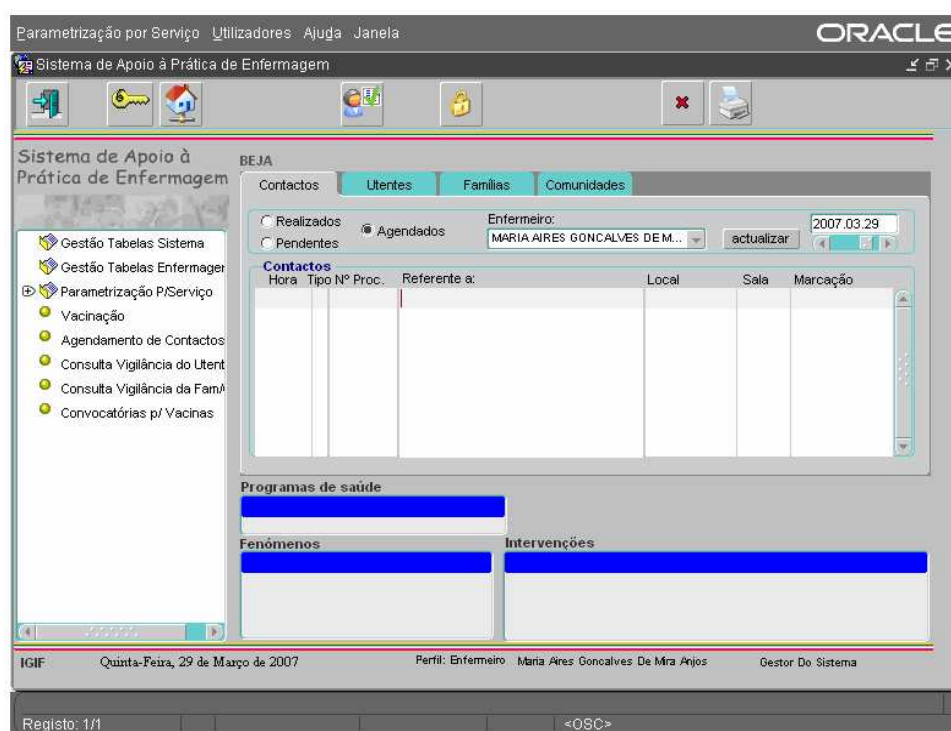 Parametrização por Serviço Utilizadores Ajuda Janela
ORACLE
Sistema de Apoio à Prática de Enfermagem
Sistema de Apoio à
Prática de Enfermagem
Gestão Tabelas Sistema
Gestão Tabelas Enfermager
Parametrização P/Serviço
Vacinação
Agendamento de Contactos
Consulta Vigilância do Utent
Consulta Vigilância da Fam/
Convocatórias p/ Vacinas
BEJA
Contactos Utentes Famílias Comunidades
Realizados
Pendentes
Agendados
Enfermeiro:
MARIA AIRES GONCALVES DE M...
actualizar
2007.03.29
Contactos
Hora Tipo Nº Proc. Referente a: Local Sala Marcação
Programas de saúde
Fenómenos
Intervenções
IGIF Quinta-Feira, 29 de Março de 2007 Perfil: Enfermeiro Maria Aires Goncalves De Mira Anjos Gestor Do Sistema
Registo: 1/1 <OSC>